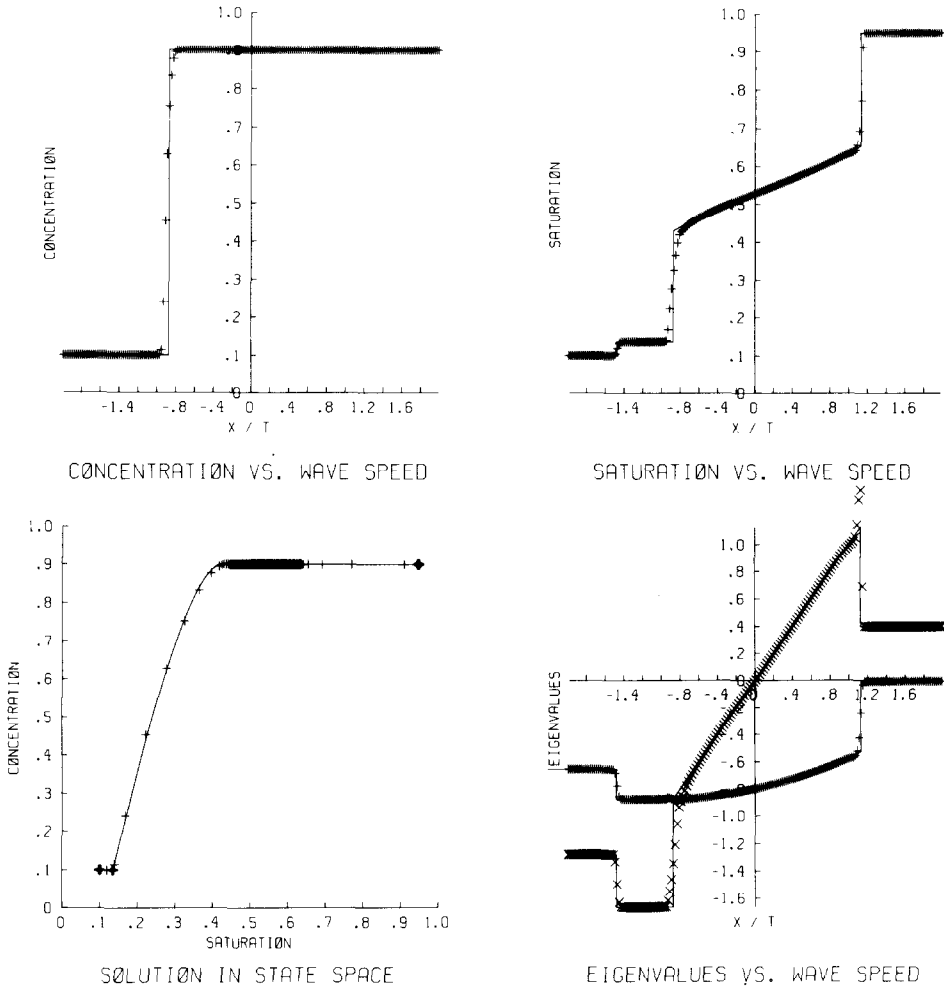 1.0
.9
.8
.7
.6
.5
.4
.3
.2
.1
0
CØNCENTRATIØN
-1.4 -.8 -.4 0 .4 .8 1.2 1.6
X / T
CØNCENTRATIØN VS. WAVE SPEED
1.0
.9
.8
.7
.6
.5
.4
.3
.2
.1
0
SATURATIØN
-1.4 -.8 -.4 0 .4 .8 1.2 1.6
X / T
SATURATIØN VS. WAVE SPEED
1.0
.9
.8
.7
.6
.5
.4
.3
.2
.1
0
CØNCENTRATIØN
0 .1 .2 .3 .4 .5 .6 .7 .8 .9 1.0
SATURATIØN
SØLUTIØN IN STATE SPACE
1.0
.8
.6
.4
.2
0
-.2
-.4
-.6
-.8
-1.0
-1.2
-1.4
-1.6
EIGENVALUES
-1.4 -.8 -.4 .4 .8 1.2 1.6
X / T
EIGENVALUES VS. WAVE SPEED